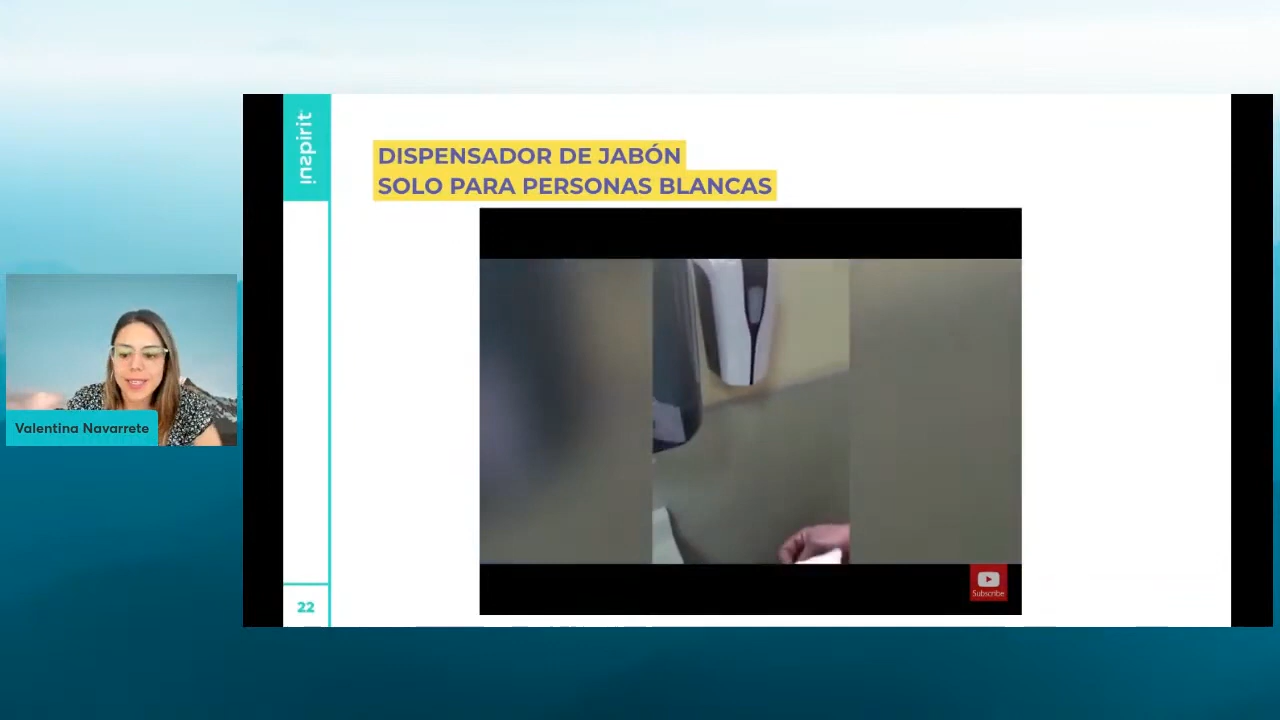 inspirit
DISPENSADOR DE JABÓN
SOLO PARA PERSONAS BLANCAS
Valentina Navarrete
Subscribe
22